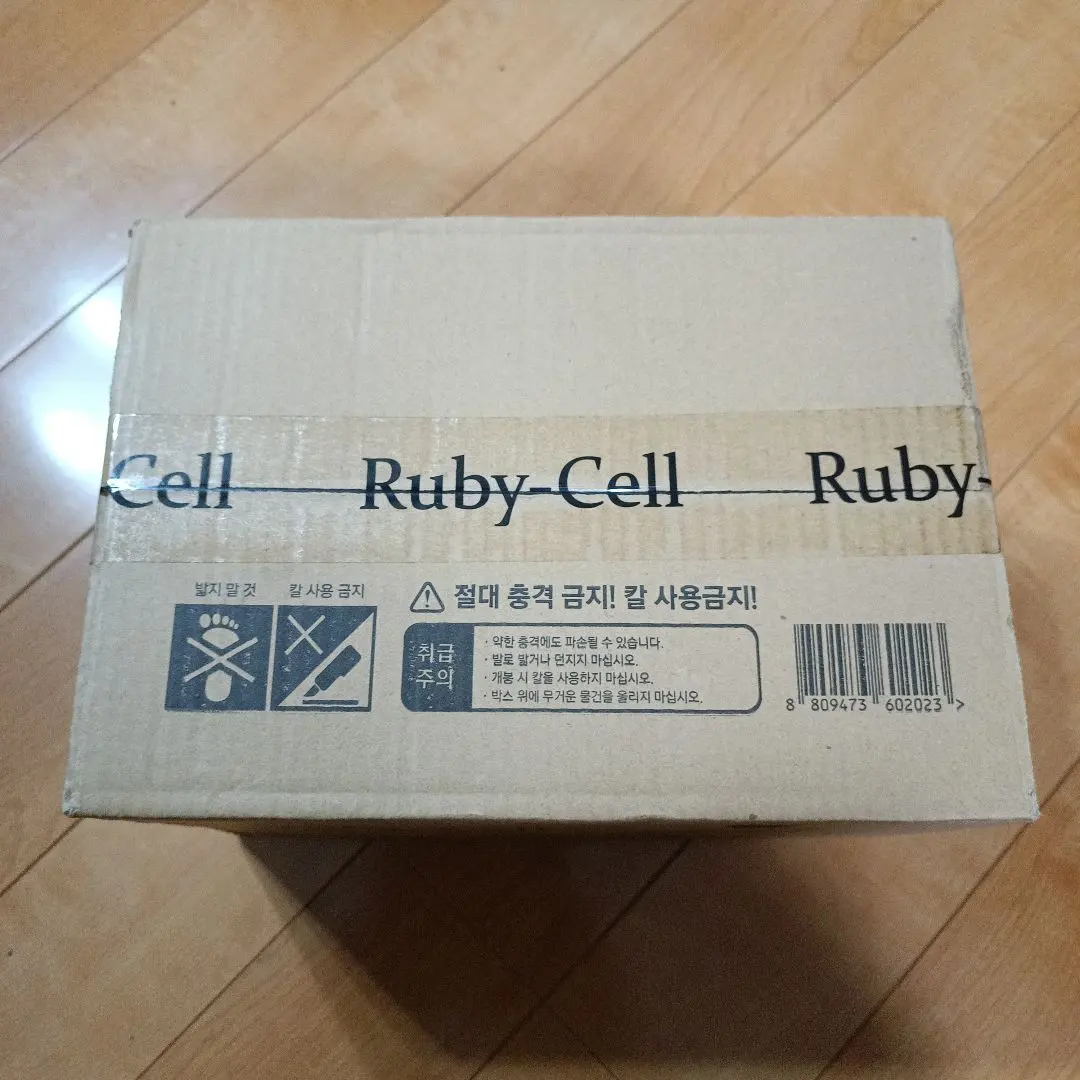 Cell Ruby-Cell Ruby-
밟지 말 것 칼 사용 금지
절대 충격 금지! 칼 사용금지!
취급
주의
· 약한 충격에도 파손될 수 있습니다.
· 발로 밟거나 던지지 마십시오.
· 개봉 시 칼을 사용하지 마십시오.
· 박스 위에 무거운 물건을 올리지 마십시오.
8 809473 602023 >